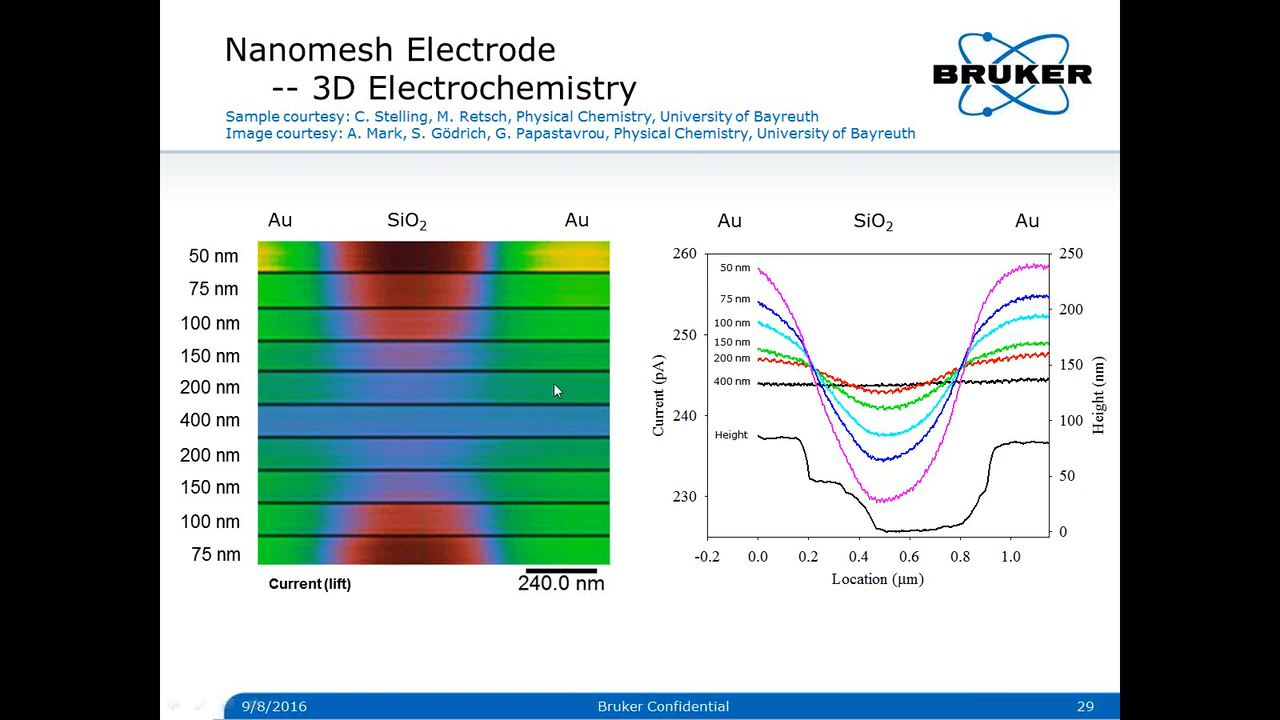 Nanomesh Electrode
-- 3D Electrochemistry
Sample courtesy: C. Stelling, M. Retsch, Physical Chemistry, University of Bayreuth
Image courtesy: A. Mark, S. Gödrich, G. Papastavrou, Physical Chemistry, University of Bayreuth
BRUKER
Au SiO₂ Au
50 nm
75 nm
100 nm
150 nm
200 nm
400 nm
200 nm
150 nm
100 nm
75 nm
Current (lift)
240.0 nm
Au SiO₂ Au
260
250
240
230
Current (pA)
50 nm
75 nm
100 nm
150 nm
200 nm
400 nm
Height
250
200
150
100
50
0
Height (nm)
-0.2 0.0 0.2 0.4 0.6 0.8 1.0
Location (µm)
9/8/2016 Bruker Confidential 29